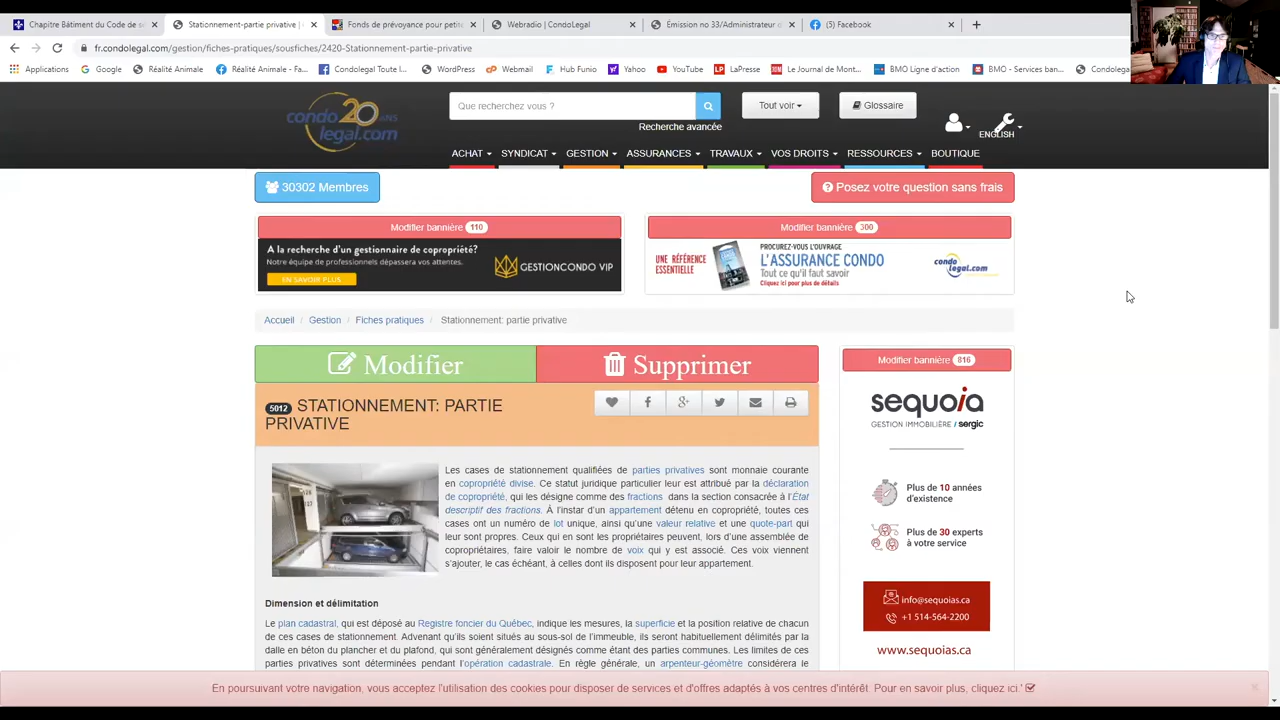 Chapitre Bâtiment du Code de s
Stationnement-partie privative |
Fonds de prévoyance pour petite
Webradio | CondoLegal
Émission no 33/Administrateur d
(5) Facebook
fr.condolegal.com/gestion/fiches-pratiques/sousfiches/2420-Stationnement-partie-privative
Applications
Google
Réalité Animale
Réalité Animale - Fa...
Condolegal Toute l...
WordPress
Webmail
Hub Funio
Yahoo
YouTube
LaPresse
Le Journal de Mont...
BMO Ligne d'action
BMO - Services ban...
Condolegal
condo 20 ans
legal.com
Que recherchez vous ?
Tout voir
Glossaire
Recherche avancée
ENGLISH
ACHAT SYNDICAT GESTION ASSURANCES TRAVAUX VOS DROITS RESSOURCES BOUTIQUE
30302 Membres
Posez votre question sans frais
Modifier bannière 110
A la recherche d'un gestionnaire de copropriété?
Notre équipe de professionnels dépassera vos attentes.
EN SAVOIR PLUS
GESTIONCONDO VIP
Modifier bannière 300
UNE RÉFÉRENCE
ESSENTIELLE
PROCUREZ-VOUS L'OUVRAGE
L'ASSURANCE CONDO
Tout ce qu'il faut savoir
Cliquez ici pour plus de détails
condo
legal.com
Accueil / Gestion / Fiches pratiques / Stationnement: partie privative
Modifier
Supprimer
5012 STATIONNEMENT: PARTIE
PRIVATIVE
Les cases de stationnement qualifiées de parties privatives sont monnaie courante
en copropriété divise. Ce statut juridique particulier leur est attribué par la déclaration
de copropriété, qui les désigne comme des fractions dans la section consacrée à l'État
descriptif des fractions. À l'instar d'un appartement détenu en copropriété, toutes ces
cases ont un numéro de lot unique, ainsi qu'une valeur relative et une quote-part qui
leur sont propres. Ceux qui en sont les propriétaires peuvent, lors d'une assemblée de
copropriétaires, faire valoir le nombre de voix qui y est associé. Ces voix viennent
s'ajouter, le cas échéant, à celles dont ils disposent pour leur appartement.
Dimension et délimitation
Le plan cadastral, qui est déposé au Registre foncier du Québec, indique les mesures, la superficie et la position relative de chacun
de ces cases de stationnement. Advenant qu'ils soient situés au sous-sol de l'immeuble, ils seront habituellement délimités par la
dalle en béton du plancher et du plafond, qui sont généralement désignés comme étant des parties communes. Les limites de ces
parties privatives sont déterminées pendant l'opération cadastrale. En règle générale, un arpenteur-géomètre considérera le
Modifier bannière 816
sequoia
GESTION IMMOBILIÈRE / sergic
Plus de 10 années
d'existence
Plus de 30 experts
à votre service
info@sequoias.ca
+1 514-564-2200
www.sequoias.ca
En poursuivant votre navigation, vous acceptez l'utilisation des cookies pour disposer de services et d'offres adaptés à vos centres d'intérêt. Pour en savoir plus, cliquez ici '